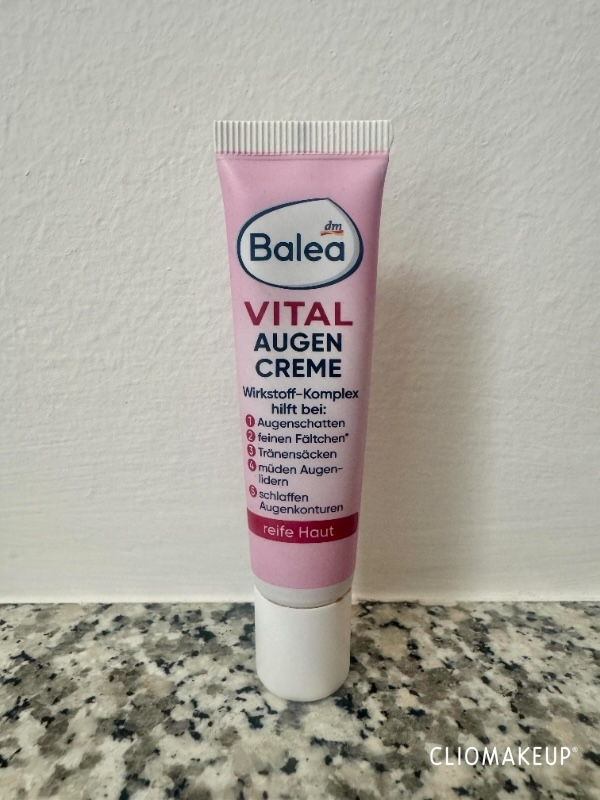 dm
Balea
VITAL
AUGEN
CREME
Wirkstoff-Komplex
hilft bei:
1 Augenschatten
2 feinen Fältchen*
3 Tränensäcken
4 müden Augen-
lidern
5 schlaffen
Augenkonturen
reife Haut
CLIOMAKEUP®